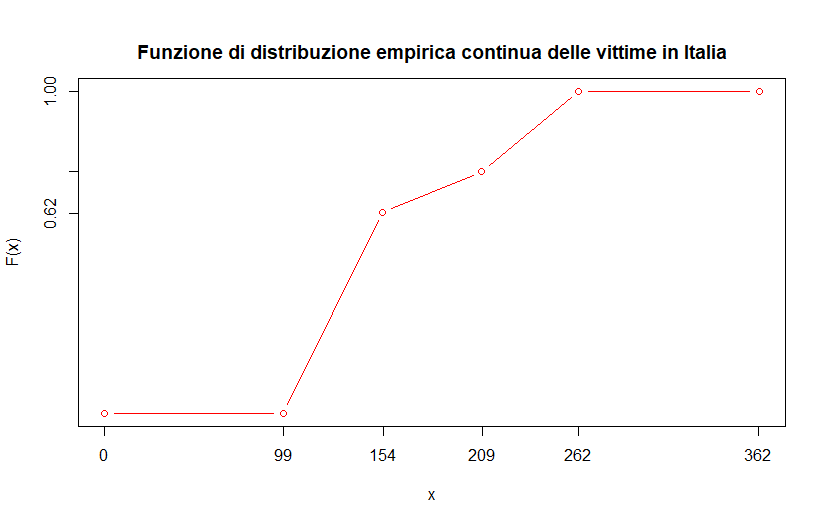 Funzione di distribuzione empirica continua delle vittime in Italia
1.00
0.62
F(x)
0 99 154 209 262 362
x